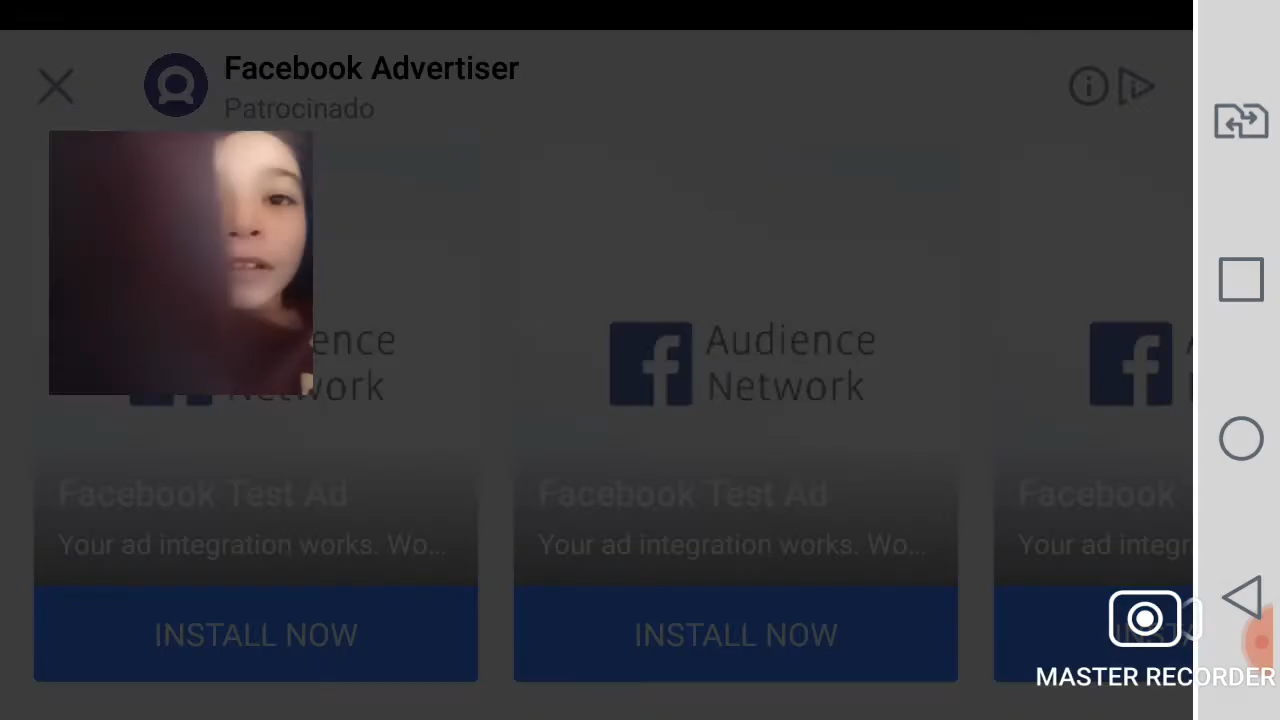 Facebook Advertiser
Patrocinado
ence
Network
Facebook Test Ad
Your ad integration works. Wo...
INSTALL NOW
f Audience
Network
Facebook Test Ad
Your ad integration works. Wo...
INSTALL NOW
f
Facebook
Your ad integr
INST
MASTER RECORDER